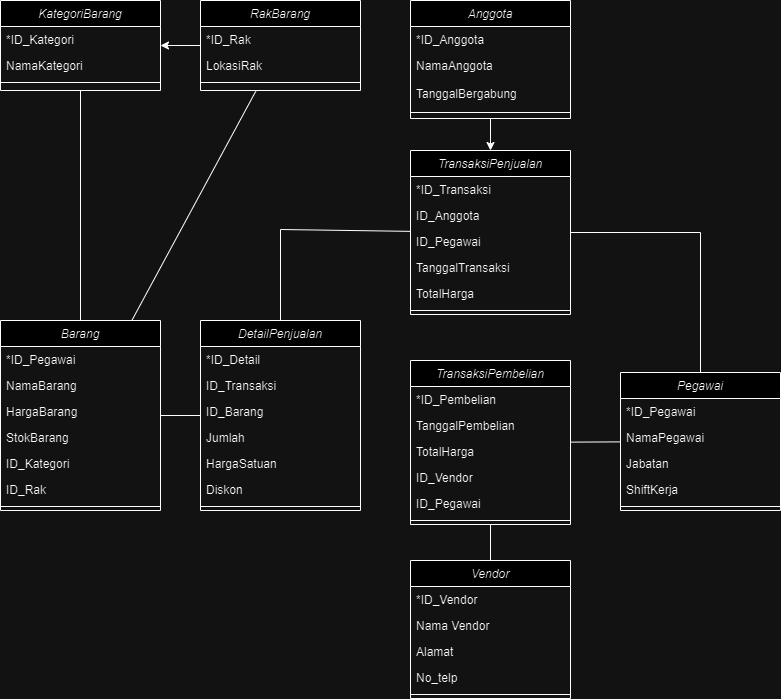 KategoriBarang
*ID_Kategori
NamaKategori
RakBarang
*ID_Rak
LokasiRak
Anggota
*ID_Anggota
NamaAnggota
TanggalBergabung
TransaksiPenjualan
*ID_Transaksi
ID_Anggota
ID_Pegawai
TanggalTransaksi
TotalHarga
Barang
*ID_Pegawai
NamaBarang
HargaBarang
StokBarang
ID_Kategori
ID_Rak
DetailPenjualan
*ID_Detail
ID_Transaksi
ID_Barang
Jumlah
HargaSatuan
Diskon
TransaksiPembelian
*ID_Pembelian
TanggalPembelian
TotalHarga
ID_Vendor
ID_Pegawai
Pegawai
*ID_Pegawai
NamaPegawai
Jabatan
ShiftKerja
Vendor
*ID_Vendor
Nama Vendor
Alamat
No_telp